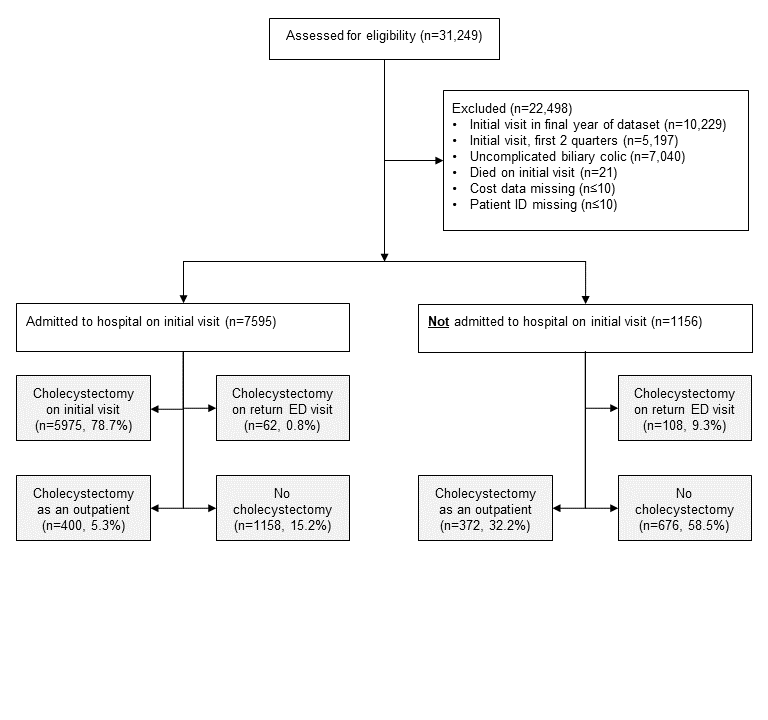 Assessed for eligibility (n=31,249)
Excluded (n=22,498)
• Initial visit in final year of dataset (n=10,229)
• Initial visit, first 2 quarters (n=5,197)
• Uncomplicated biliary colic (n=7,040)
• Died on initial visit (n=21)
• Cost data missing (n≤10)
• Patient ID missing (n≤10)
Admitted to hospital on initial visit (n=7595)
Not admitted to hospital on initial visit (n=1156)
Cholecystectomy
on initial visit
(n=5975, 78.7%)
Cholecystectomy
on return ED visit
(n=62, 0.8%)
Cholecystectomy
on return ED visit
(n=108, 9.3%)
Cholecystectomy
as an outpatient
(n=400, 5.3%)
No
cholecystectomy
(n=1158, 15.2%)
Cholecystectomy
as an outpatient
(n=372, 32.2%)
No
cholecystectomy
(n=676, 58.5%)